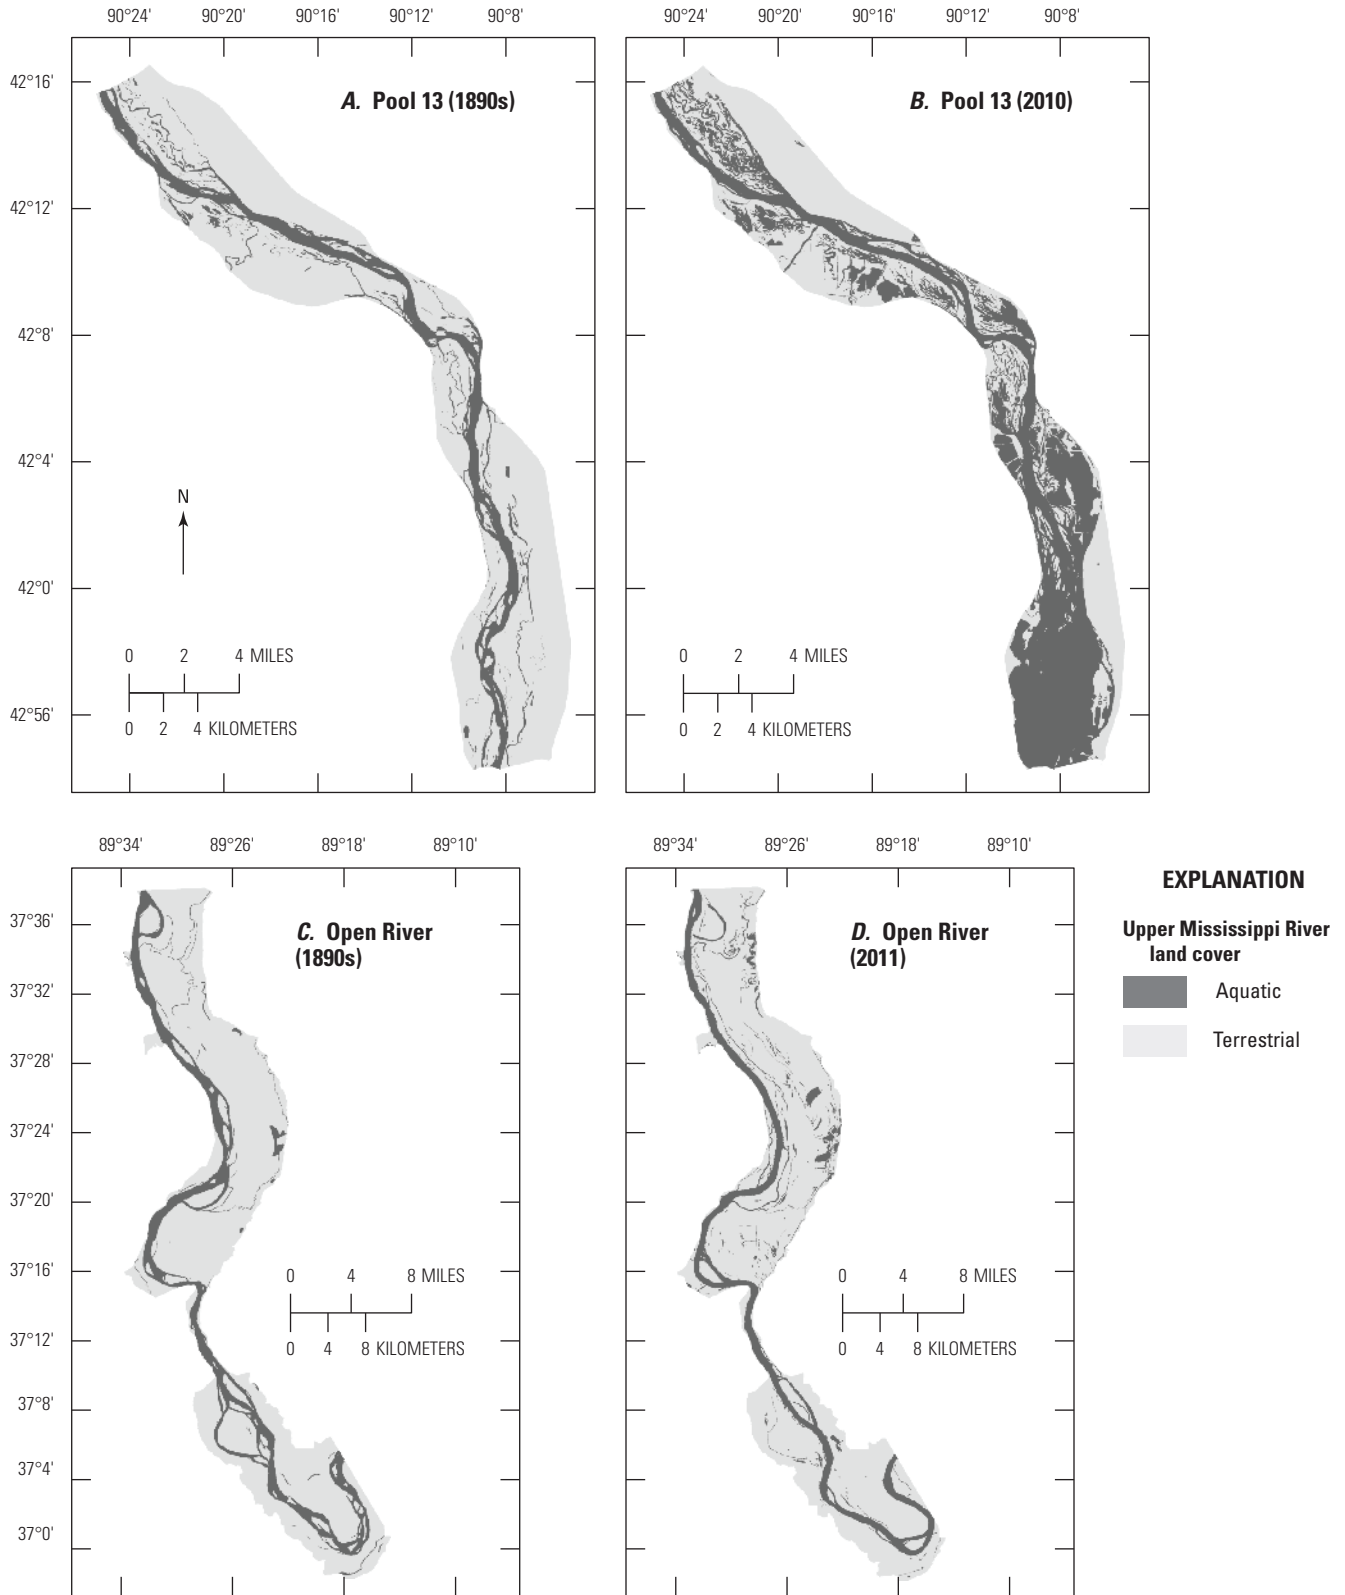 90°24' 90°20' 90°16' 90°12' 90°8'
90°24' 90°20' 90°16' 90°12' 90°8'
42°16'
42°12'
42°8'
42°4'
42°0'
42°56'
A. Pool 13 (1890s)
N
0 2 4 MILES
0 2 4 KILOMETERS
B. Pool 13 (2010)
0 2 4 MILES
0 2 4 KILOMETERS
89°34' 89°26' 89°18' 89°10'
89°34' 89°26' 89°18' 89°10'
37°36'
37°32'
37°28'
37°24'
37°20'
37°16'
37°12'
37°8'
37°4'
37°0'
C. Open River
(1890s)
0 4 8 MILES
0 4 8 KILOMETERS
D. Open River
(2011)
0 4 8 MILES
0 4 8 KILOMETERS
EXPLANATION
Upper Mississippi River
land cover
Aquatic
Terrestrial